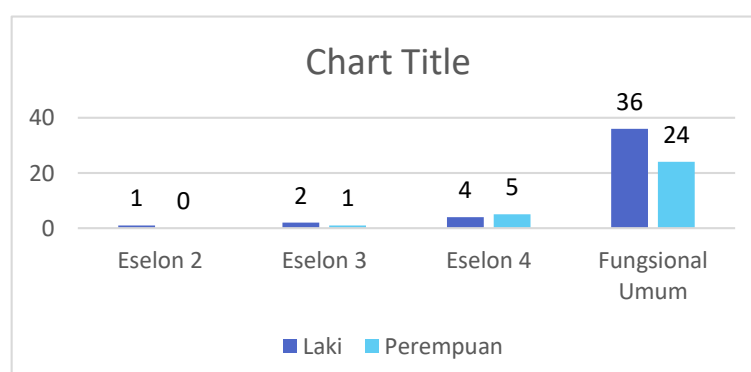 Chart Title
40
20
0
1 0
2 1
4 5
36 24
Eselon 2
Eselon 3
Eselon 4
Fungsional
Umum
Laki Perempuan